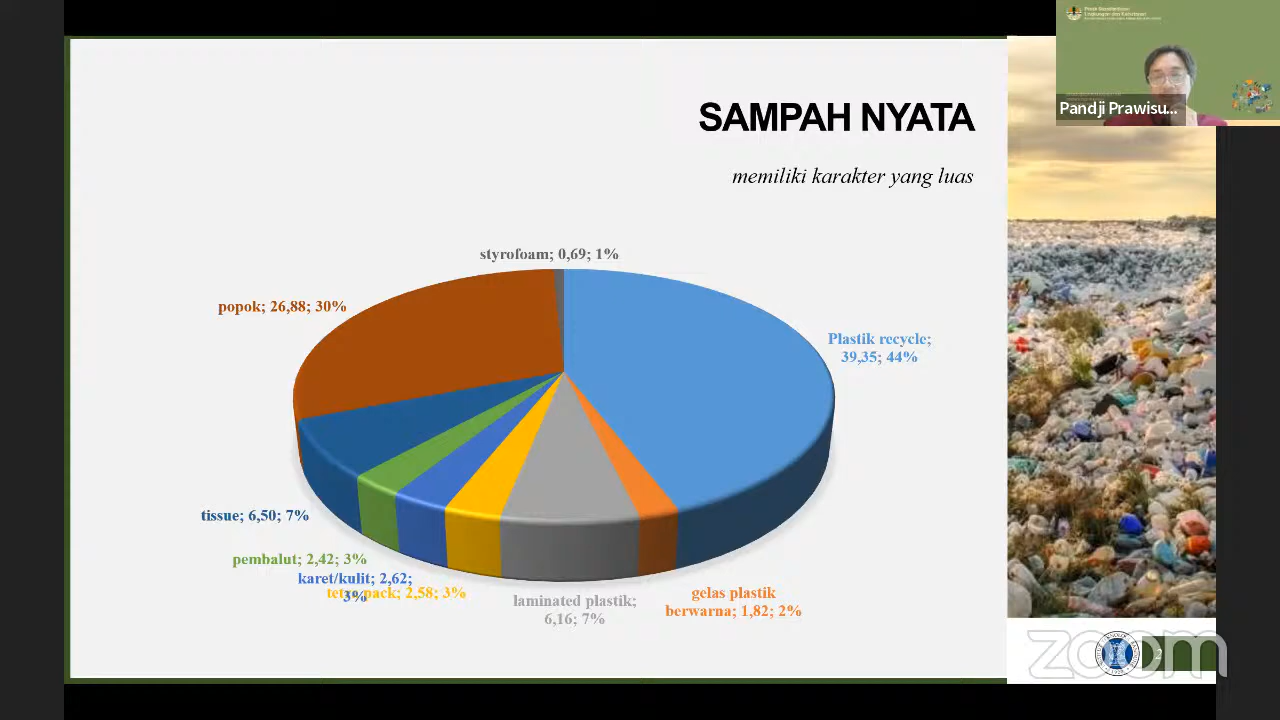 Pandji Prawisu...
SAMPAH NYATA
memiliki karakter yang luas
styrofoam; 0,69; 1%
popok; 26,88; 30%
Plastik recycle;
39,35; 44%
tissue; 6,50; 7%
pembalut; 2,42; 3%
karet/kulit; 2,62;
3%
tetra pack; 2,58; 3%
laminated plastik;
6,16; 7%
gelas plastik
berwarna; 1,82; 2%
zoom
2